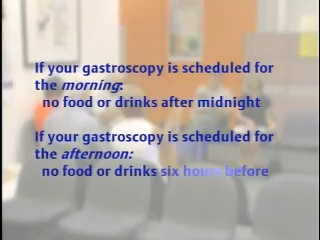 If your gastroscopy is scheduled for
the morning:
no food or drinks after midnight
If your gastroscopy is scheduled for
the afternoon:
no food or drinks six hours before